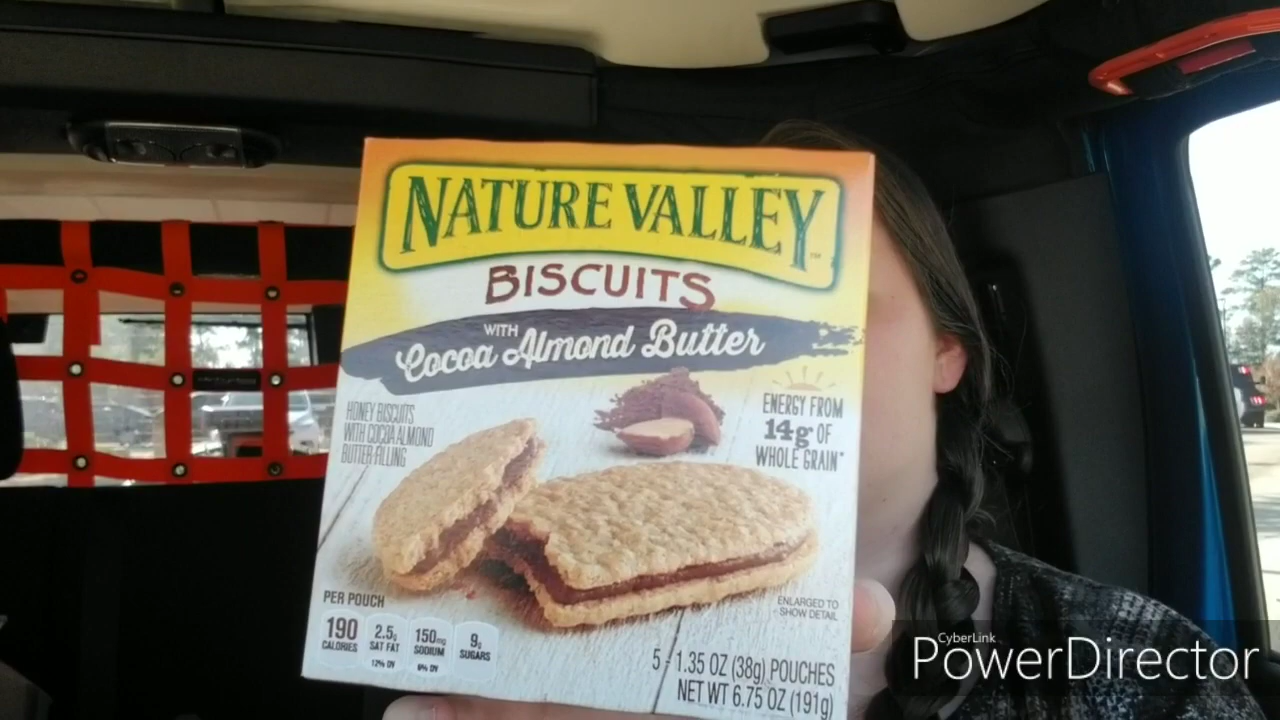 NATURE VALLEY™
BISCUITS
WITH
Cocoa Almond Butter
HONEY BISCUITS
WITH COCOA ALMOND
BUTTER FILLING
ENERGY FROM
14g OF
WHOLE GRAIN*
ENLARGED TO
SHOW DETAIL
PER POUCH
190
CALORIES
2.5g
SAT FAT
12% DV
150mg
SODIUM
6% DV
9g
SUGARS
5 - 1.35 OZ (38g) POUCHES
NET WT 6.75 OZ (191g)
CyberLink
PowerDirector